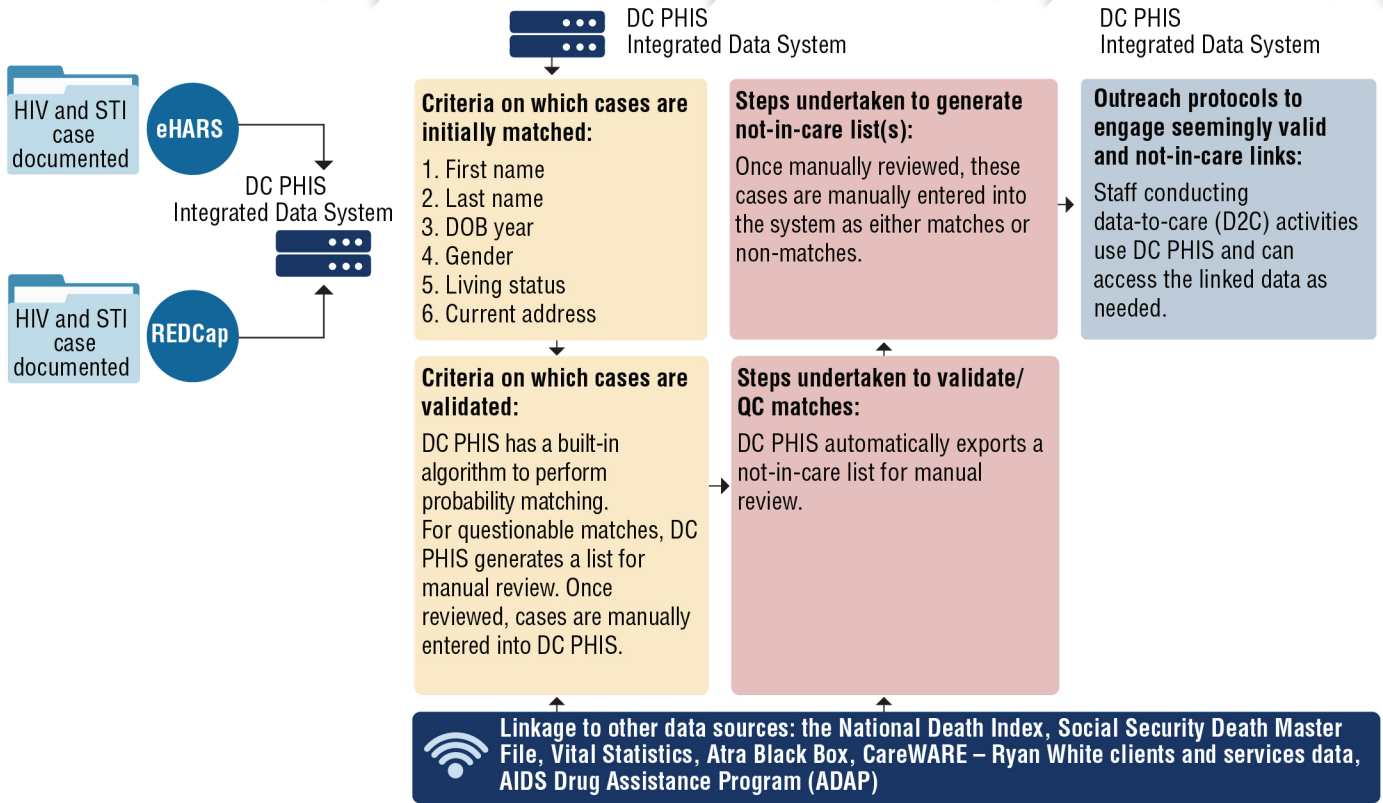 HIV and STI
case
documented
eHARS
DC PHIS
Integrated Data System
HIV and STI
case
documented
REDCap
DC PHIS
Integrated Data System
Criteria on which cases are
initially matched:
1. First name
2. Last name
3. DOB year
4. Gender
5. Living status
6. Current address
Criteria on which cases are
validated:
DC PHIS has a built-in
algorithm to perform
probability matching.
For questionable matches, DC
PHIS generates a list for
manual review. Once
reviewed, cases are manually
entered into DC PHIS.
Steps undertaken to generate
not-in-care list(s):
Once manually reviewed, these
cases are manually entered into
the system as either matches or
non-matches.
Steps undertaken to validate/
QC matches:
DC PHIS automatically exports a
not-in-care list for manual
review.
DC PHIS
Integrated Data System
Outreach protocols to
engage seemingly valid
and not-in-care links:
Staff conducting
data-to-care (D2C) activities
use DC PHIS and can
access the linked data as
needed.
Linkage to other data sources: the National Death Index, Social Security Death Master
File, Vital Statistics, Atra Black Box, CareWARE – Ryan White clients and services data,
AIDS Drug Assistance Program (ADAP)